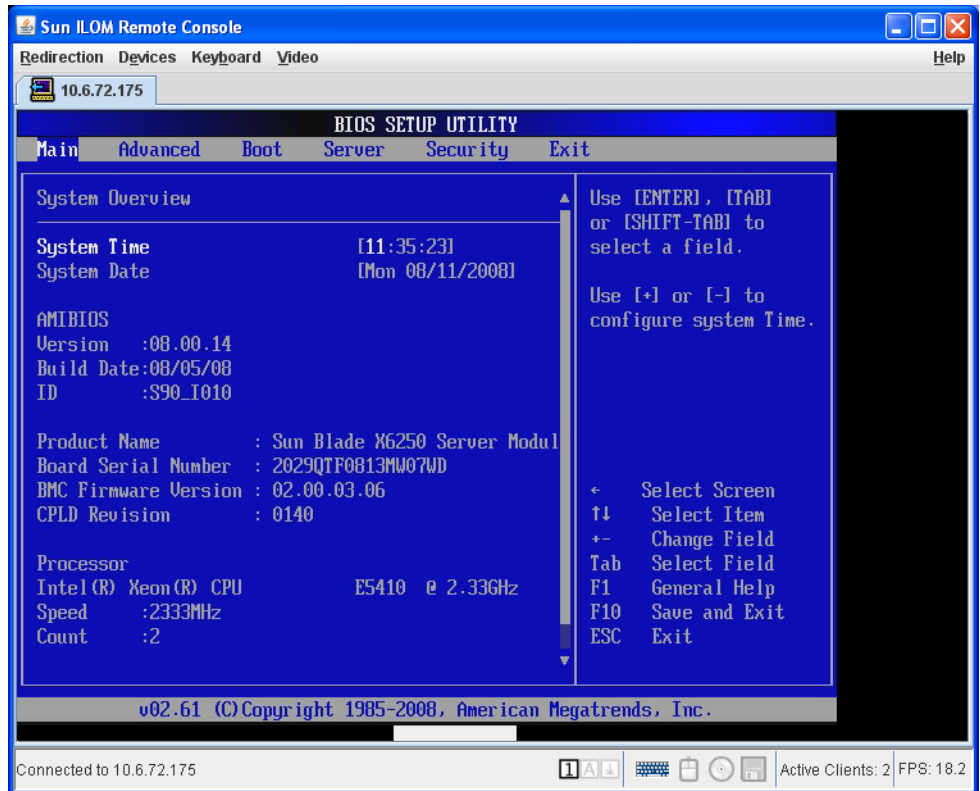 Sun ILOM Remote Console
Redirection Devices Keyboard Video Help
10.6.72.175
BIOS SETUP UTILITY
Main Advanced Boot Server Security Exit
System Overview
System Time [11:35:23]
System Date [Mon 08/11/2008]
AMIBIOS
Version :08.00.14
Build Date:08/05/08
ID :S90_I010
Product Name : Sun Blade X6250 Server Modul
Board Serial Number : 2029QTF0813MW07WD
BMC Firmware Version : 02.00.03.06
CPLD Revision : 0140
Processor
Intel(R) Xeon(R) CPU E5410 @ 2.33GHz
Speed :2333MHz
Count :2
Use [ENTER], [TAB]
or [SHIFT-TAB] to
select a field.
Use [+] or [-] to
configure system Time.
← Select Screen
↑↓ Select Item
+- Change Field
Tab Select Field
F1 General Help
F10 Save and Exit
ESC Exit
v02.61 (C)Copyright 1985-2008, American Megatrends, Inc.
Connected to 10.6.72.175
1 A
Active Clients: 2 FPS: 18.2